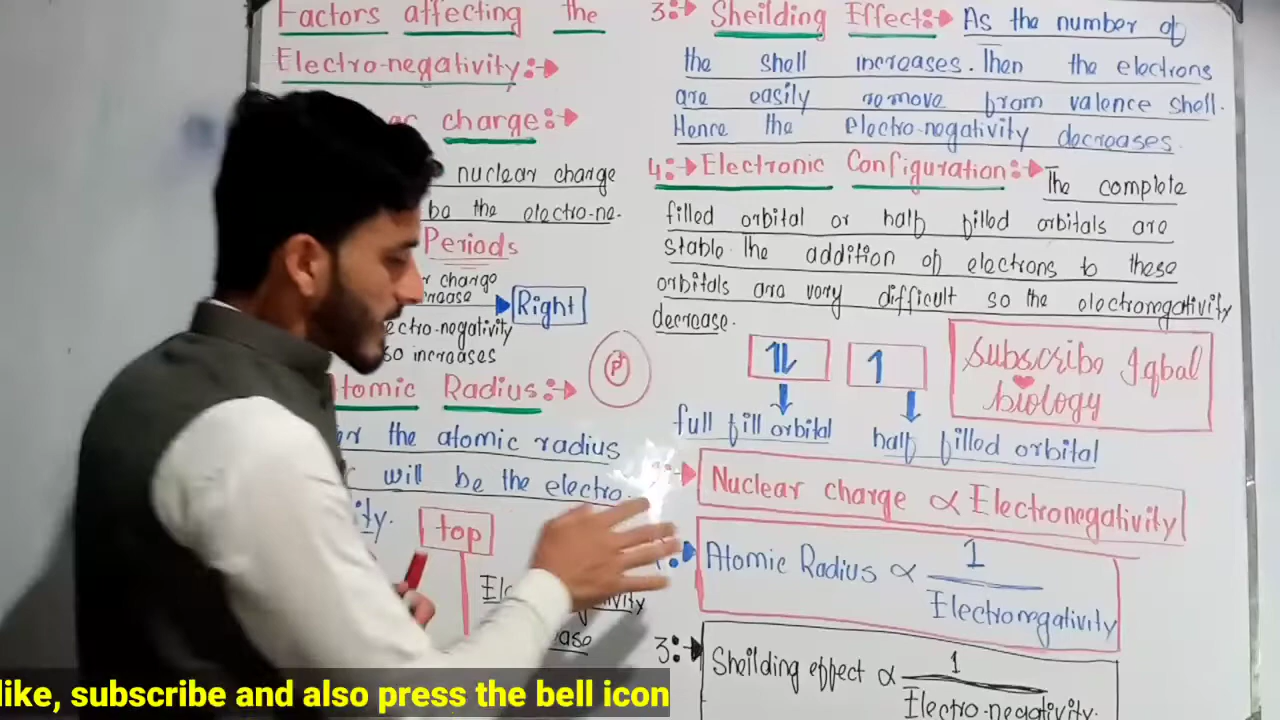 Factors affecting the
Electro-negativity:→
charge:→
nuclear charge
be the electro-ne-
Periods
charge
Right
ectro-negativity
so increases
Atomic Radius:→
the atomic radius
will be the electro-
ity.
top
P
3:→ Sheilding Effect:→ As the number of
the shell increases. Then the electrons
are easily remove from valence shell.
Hence the Electro-negativity decreases.
4:→ Electronic Configuration:→ The complete
filled orbital or half filled orbitals are
stable. The addition of electrons to these
orbitals are very difficult so the electronegativity
decrease.
1⇂ 1
Subscribe Iqbal
biology
full fill orbital
half filled orbital
Nuclear charge ∝ Electronegativity
Atomic Radius ∝ 1
Electronegativity
3:→ Sheilding effect ∝ 1
Electro-negativity.
like, subscribe and also press the bell icon